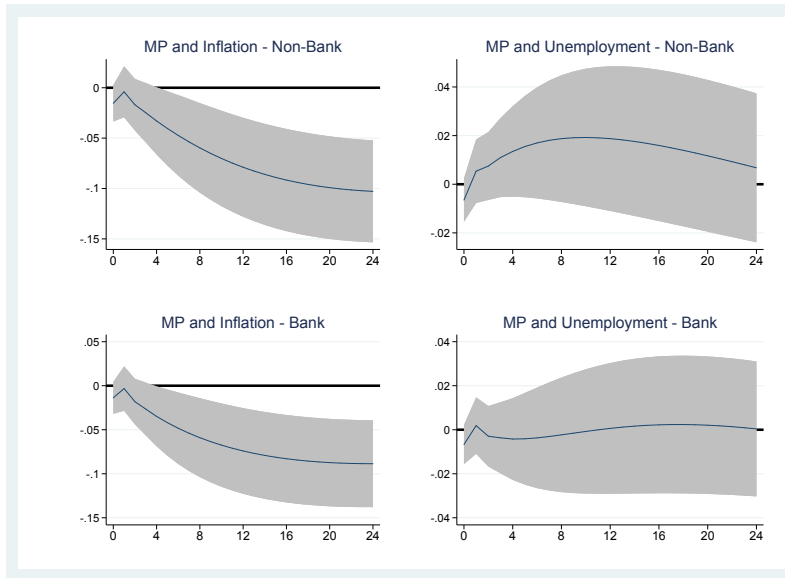 MP and Inflation - Non-Bank
0
-.05
-.1
-.15
0 4 8 12 16 20 24
MP and Unemployment - Non-Bank
.04
.02
0
-.02
0 4 8 12 16 20 24
MP and Inflation - Bank
.05
0
-.05
-.1
-.15
0 4 8 12 16 20 24
MP and Unemployment - Bank
.04
.02
0
-.02
-.04
0 4 8 12 16 20 24